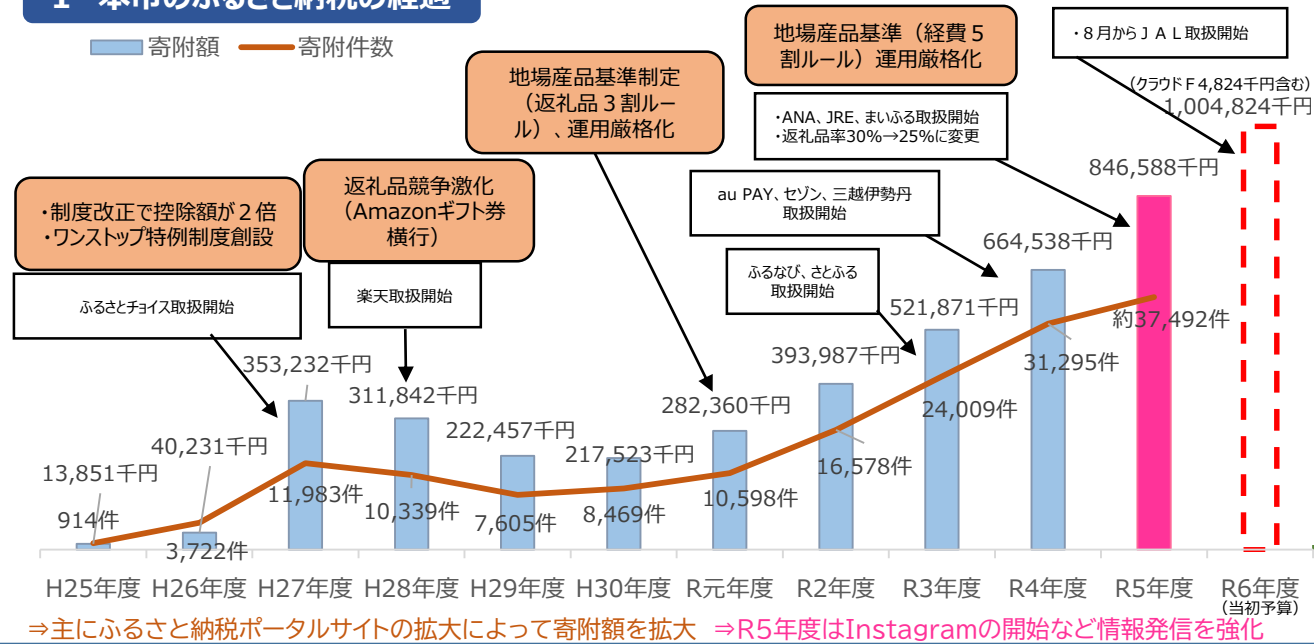 1 本市のふるさと納税の経過
寄附額
寄附件数
・制度改正で控除額が２倍
・ワンストップ特例制度創設
ふるさとチョイス取扱開始
返礼品競争激化
（Amazonギフト券
横行）
楽天取扱開始
地場産品基準制定
（返礼品３割ルー
ル）、運用厳格化
地場産品基準（経費５
割ルール）運用厳格化
・ANA、JRE、まいふる取扱開始
・返礼品率30%→25%に変更
au PAY、セゾン、三越伊勢丹
取扱開始
ふるなび、さとふる
取扱開始
・８月からＪＡＬ取扱開始
（クラウドＦ4,824千円含む）
1,004,824千円
13,851千円
40,231千円
353,232千円
311,842千円
222,457千円
217,523千円
282,360千円
393,987千円
521,871千円
664,538千円
846,588千円
914件
3,722件
11,983件
10,339件
7,605件
8,469件
10,598件
16,578件
24,009件
31,295件
約37,492件
H25年度
H26年度
H27年度
H28年度
H29年度
H30年度
R元年度
R2年度
R3年度
R4年度
R5年度
R6年度
（当初予算）
⇒主にふるさと納税ポータルサイトの拡大によって寄附額を拡大
⇒R5年度はInstagramの開始など情報発信を強化